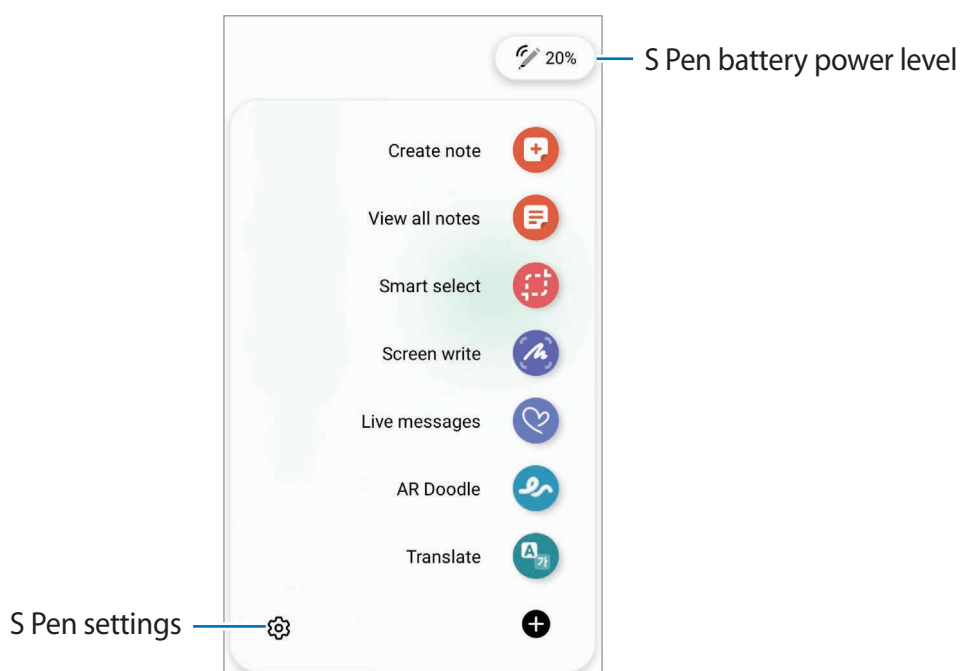 20%
S Pen battery power level
Create note
View all notes
Smart select
Screen write
Live messages
AR Doodle
Translate
A
가
S Pen settings